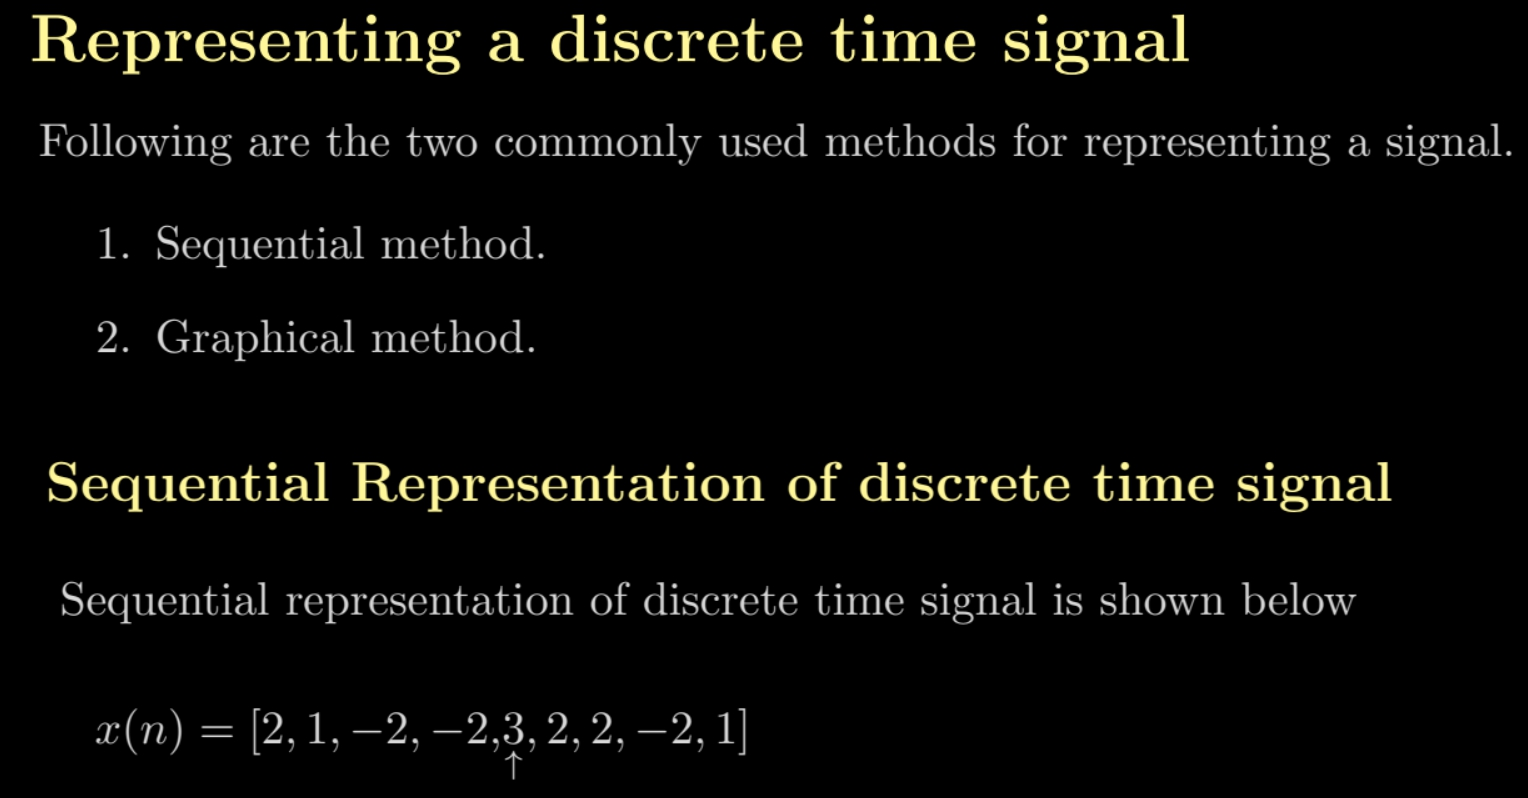 Representing a discrete time signal
Following are the two commonly used methods for representing a signal.
1. Sequential method.
2. Graphical method.
Sequential Representation of discrete time signal
Sequential representation of discrete time signal is shown below
x(n) = [2, 1, −2, −2,3, 2, 2, −2, 1]
↑